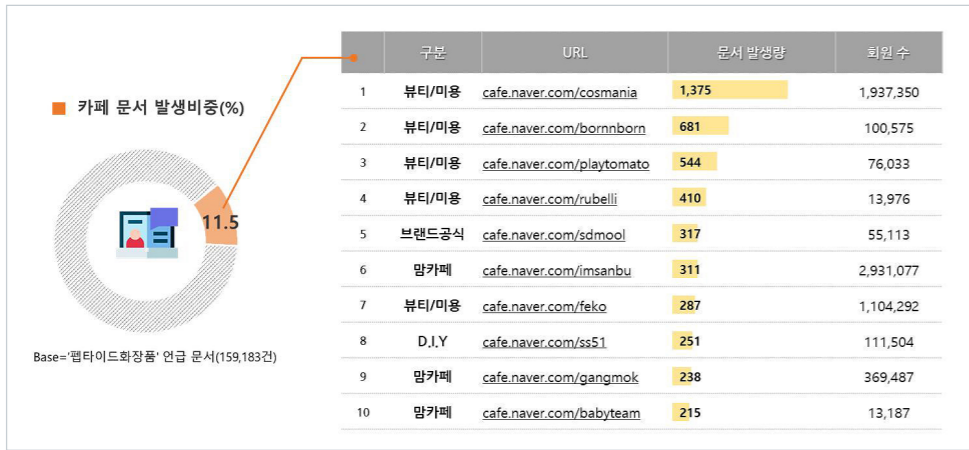 ■ 카페 문서 발생비중(%)
11.5
Base='펩타이드화장품' 언급 문서(159,183건)
구분 URL 문서 발생량 회원 수
1 뷰티/미용 cafe.naver.com/cosmania 1,375 1,937,350
2 뷰티/미용 cafe.naver.com/bornnborn 681 100,575
3 뷰티/미용 cafe.naver.com/playtomato 544 76,033
4 뷰티/미용 cafe.naver.com/rubelli 410 13,976
5 브랜드공식 cafe.naver.com/sdmool 317 55,113
6 맘카페 cafe.naver.com/imsanbu 311 2,931,077
7 뷰티/미용 cafe.naver.com/feko 287 1,104,292
8 D.I.Y cafe.naver.com/ss51 251 111,504
9 맘카페 cafe.naver.com/gangmok 238 369,487
10 맘카페 cafe.naver.com/babyteam 215 13,187